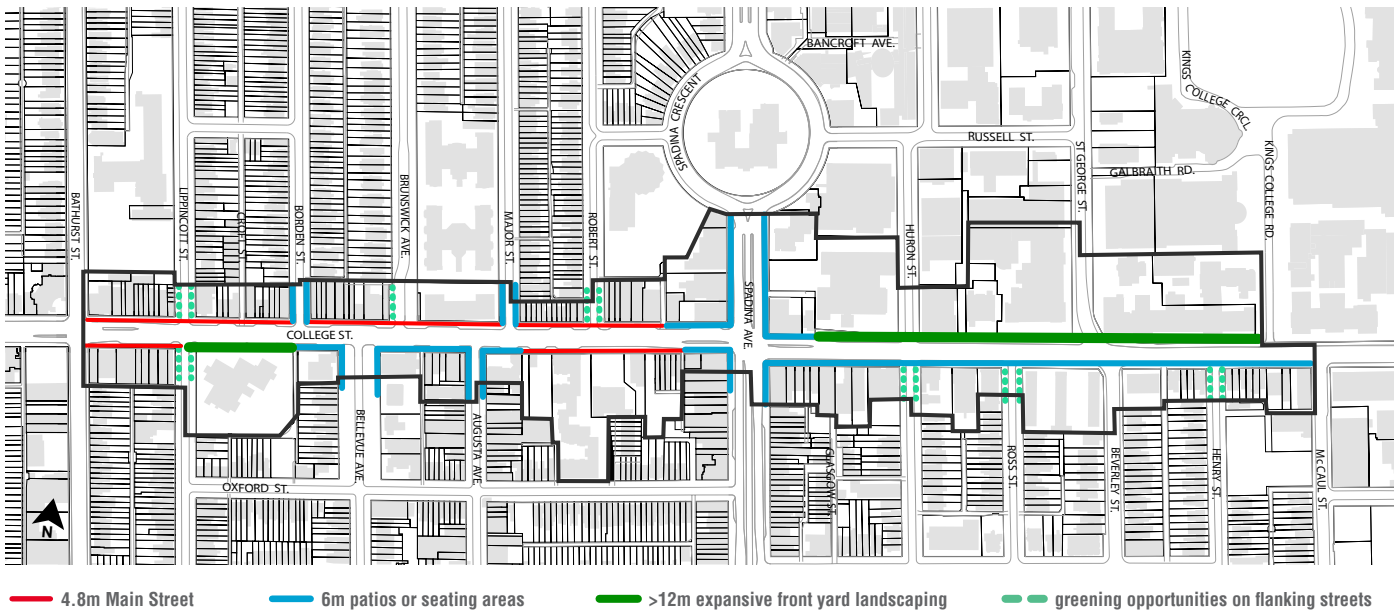 BANCROFT AVE.
SPADINA CRESCENT
KINGS COLLEGE CRCL
RUSSELL ST.
ST GEORGE ST.
GALBRAITH RD.
KINGS COLLEGE RD.
BATHURST ST.
LIPPINCOTT ST.
CROFT ST.
BORDEN ST.
BRUNSWICK AVE.
MAJOR ST.
ROBERT ST.
HURON ST.
SPADINA AVE.
COLLEGE ST.
BELLEVUE AVE
AUGUSTA AVE
GLASGOW ST.
ROSS ST.
BEVERLEY ST.
HENRY ST.
McCAUL ST.
OXFORD ST.
N
4.8m Main Street
6m patios or seating areas
>12m expansive front yard landscaping
greening opportunities on flanking streets